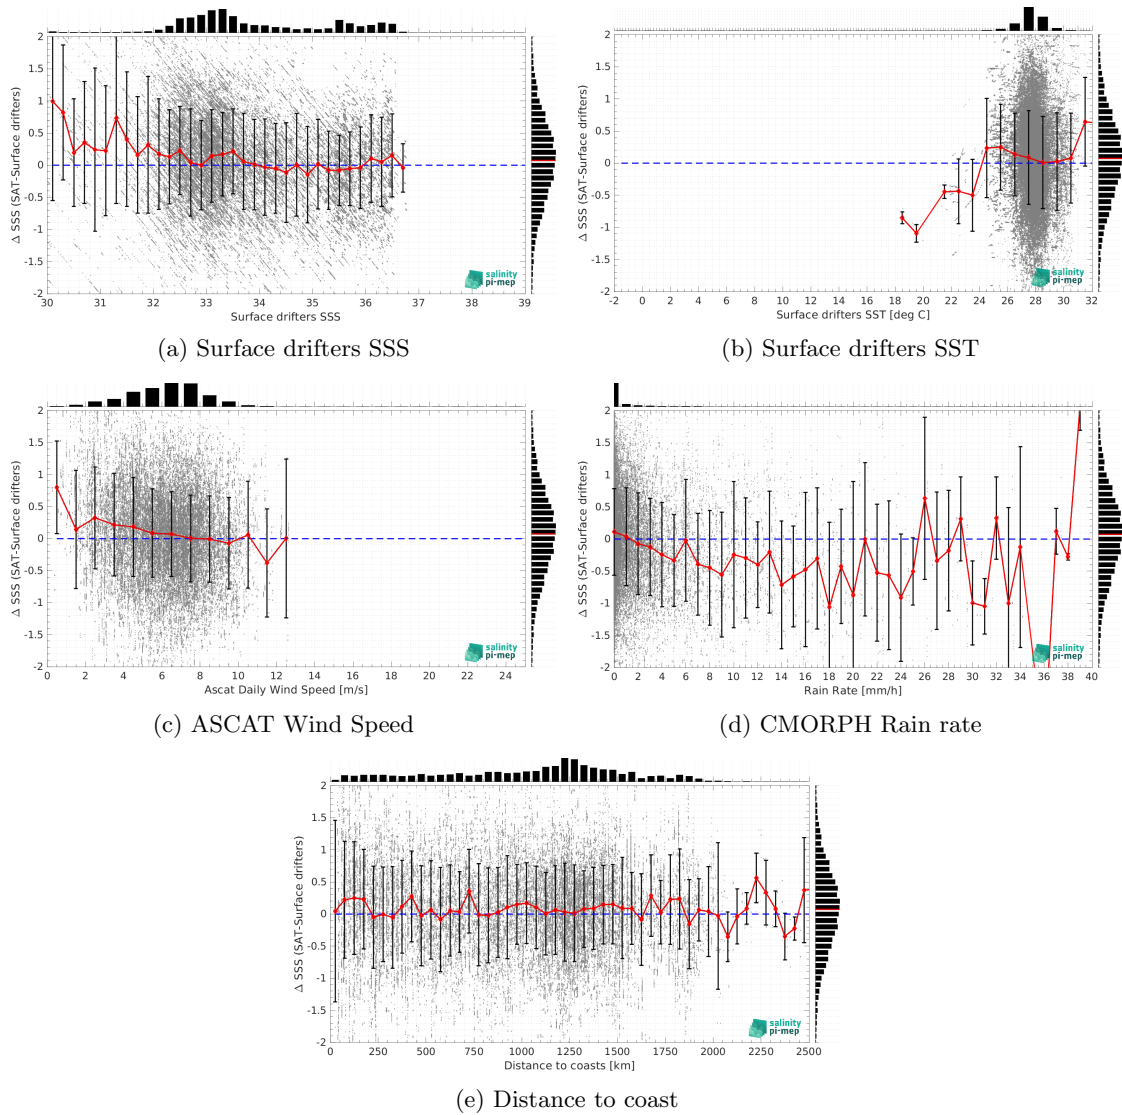 Δ SSS (SAT-Surface drifters)
2
1.5
1
0.5
0
-0.5
-1
-1.5
-2
30 31 32 33 34 35 36 37 38 39
Surface drifters SSS
salinity
pi-mep
(a) Surface drifters SSS
Δ SSS (SAT-Surface drifters)
2
1.5
1
0.5
0
-0.5
-1
-1.5
-2
-2 0 2 4 6 8 10 12 14 16 18 20 22 24 26 28 30 32
Surface drifters SST [deg C]
salinity
pi-mep
(b) Surface drifters SST
Δ SSS (SAT-Surface drifters)
2
1.5
1
0.5
0
-0.5
-1
-1.5
-2
0 2 4 6 8 10 12 14 16 18 20 22 24
Ascat Daily Wind Speed [m/s]
salinity
pi-mep
(c) ASCAT Wind Speed
Δ SSS (SAT-Surface drifters)
2
1.5
1
0.5
0
-0.5
-1
-1.5
-2
0 2 4 6 8 10 12 14 16 18 20 22 24 26 28 30 32 34 36 38 40
Rain Rate [mm/h]
salinity
pi-mep
(d) CMORPH Rain rate
Δ SSS (SAT-Surface drifters)
2
1.5
1
0.5
0
-0.5
-1
-1.5
-2
0 250 500 750 1000 1250 1500 1750 2000 2250 2500
Distance to coasts [km]
salinity
pi-mep
(e) Distance to coast